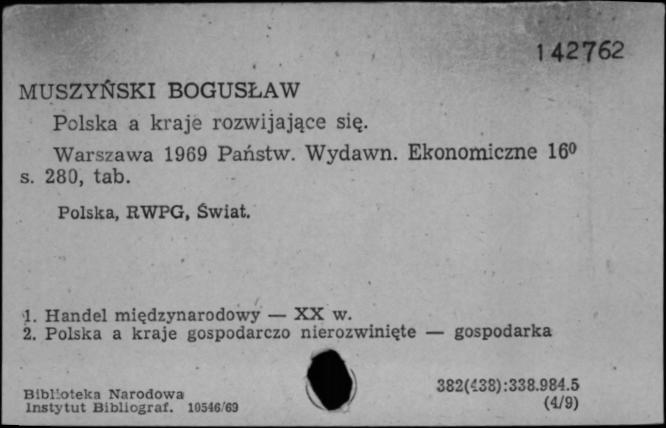 142762
MUSZYŃSKI BOGUSŁAW
Polska a kraje rozwijające się.
Warszawa 1969 Państw. Wydawn. Ekonomiczne 16⁰
s. 280, tab.
Polska, RWPG, Świat.
1. Handel międzynarodowy — XX w.
2. Polska a kraje gospodarczo nierozwinięte — gospodarka
Biblioteka Narodowa
Instytut Bibliograf. 10546/69
382(438):338.984.5
(4/9)